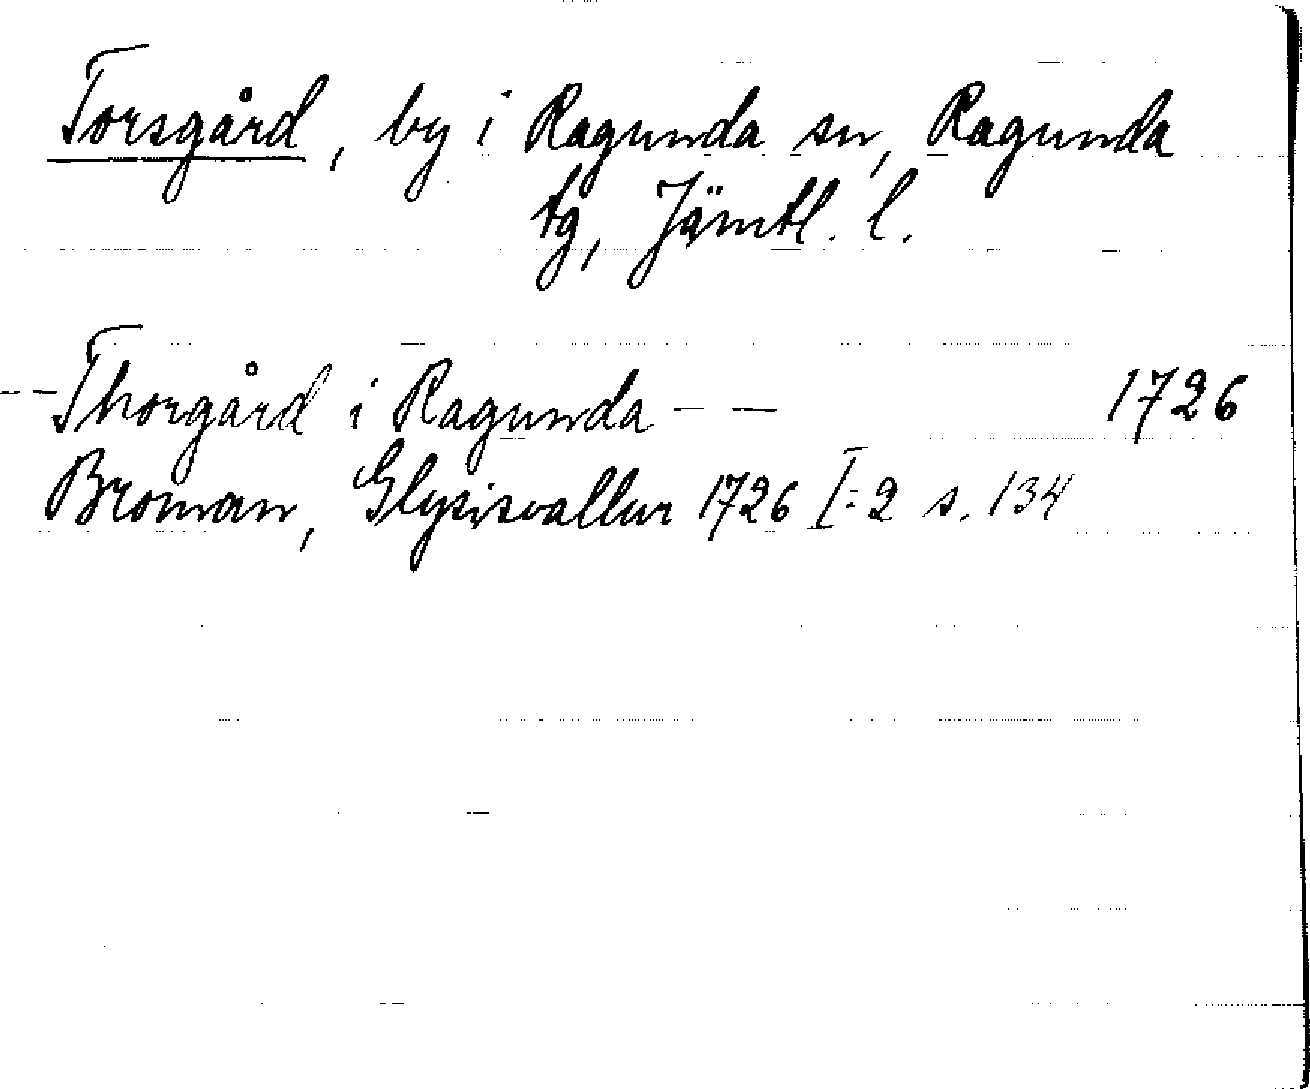 Torsgård, by i Ragunda sn, Ragunda
tg, Jämtl. l.
-- Thorgård i Ragunda -- 1726
Broman, Glysisvallur 1726 I:2 s. 134